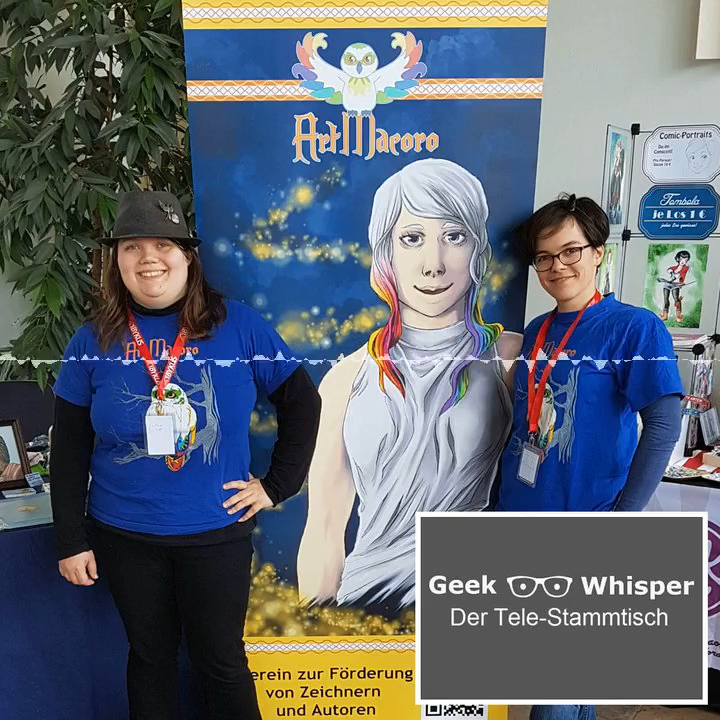 ArtMacoro
Comic-Portraits
Tombola
Je Los 1 €
jedes Los gewinnt!
ArtMacoro
Geek Whisper
Der Tele-Stammtisch
erein zur Förderung
von Zeichnern
und Autoren